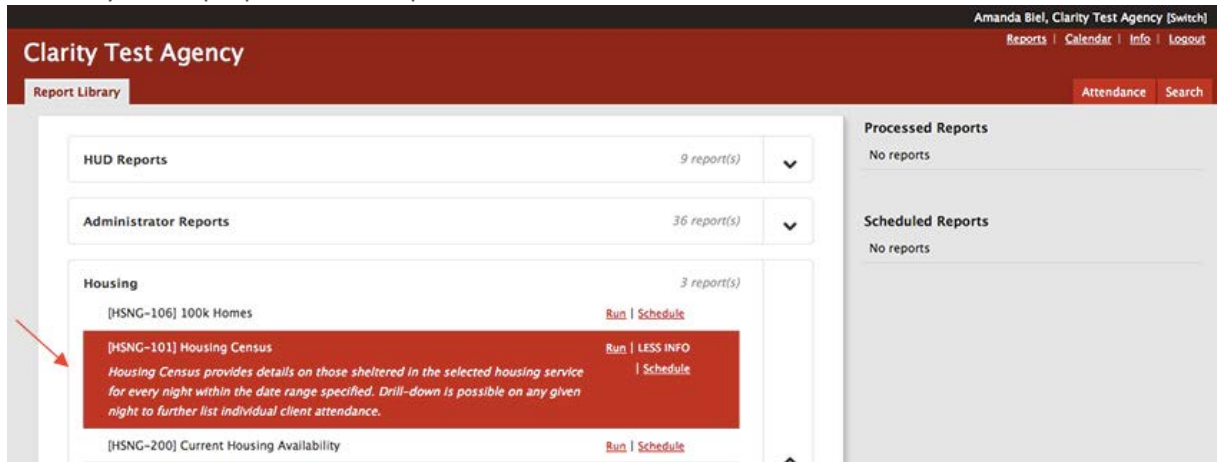 Amanda Biel, Clarity Test Agency [Switch]
Reports | Calendar | Info | Logout
Clarity Test Agency
Report Library
Attendance Search
HUD Reports 9 report(s)
Administrator Reports 36 report(s)
Housing 3 report(s)
[HSNG-106] 100k Homes Run | Schedule
[HSNG-101] Housing Census Run | LESS INFO
| Schedule
Housing Census provides details on those sheltered in the selected housing service
for every night within the date range specified. Drill-down is possible on any given
night to further list individual client attendance.
[HSNG-200] Current Housing Availability Run | Schedule
Processed Reports
No reports
Scheduled Reports
No reports